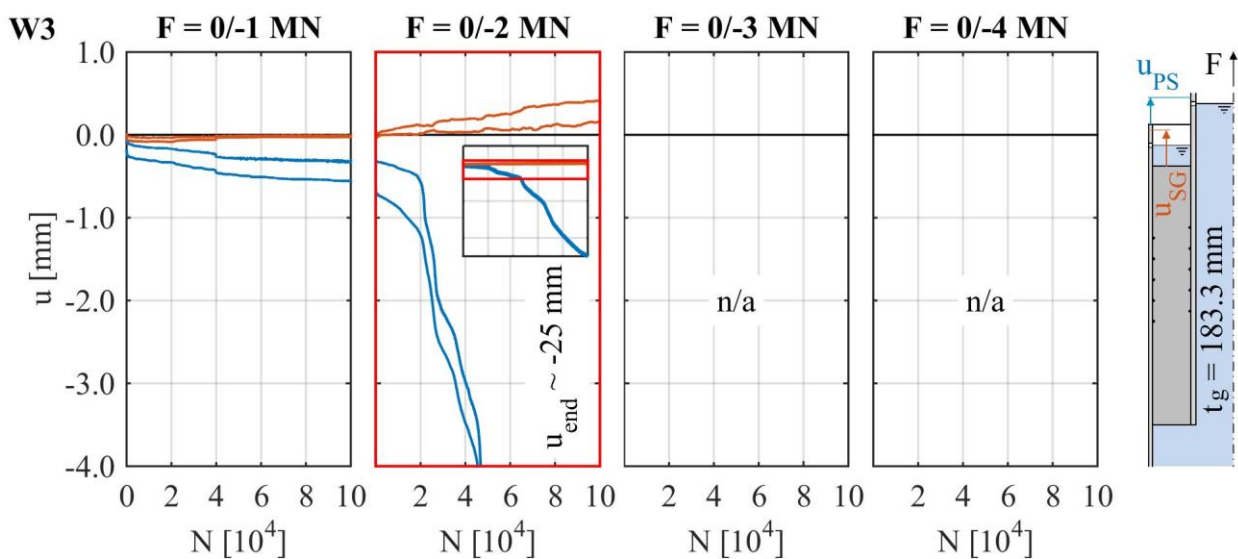 W3
F = 0/-1 MN
F = 0/-2 MN
F = 0/-3 MN
F = 0/-4 MN
u [mm]
1.0
0.0
-1.0
-2.0
-3.0
-4.0
u_end ~ -25 mm
n/a
n/a
0 2 4 6 8 10
2 4 6 8 10
2 4 6 8 10
2 4 6 8 10
N [10^4]
N [10^4]
N [10^4]
N [10^4]
u_PS
F
u_SG
t_g = 183.3 mm